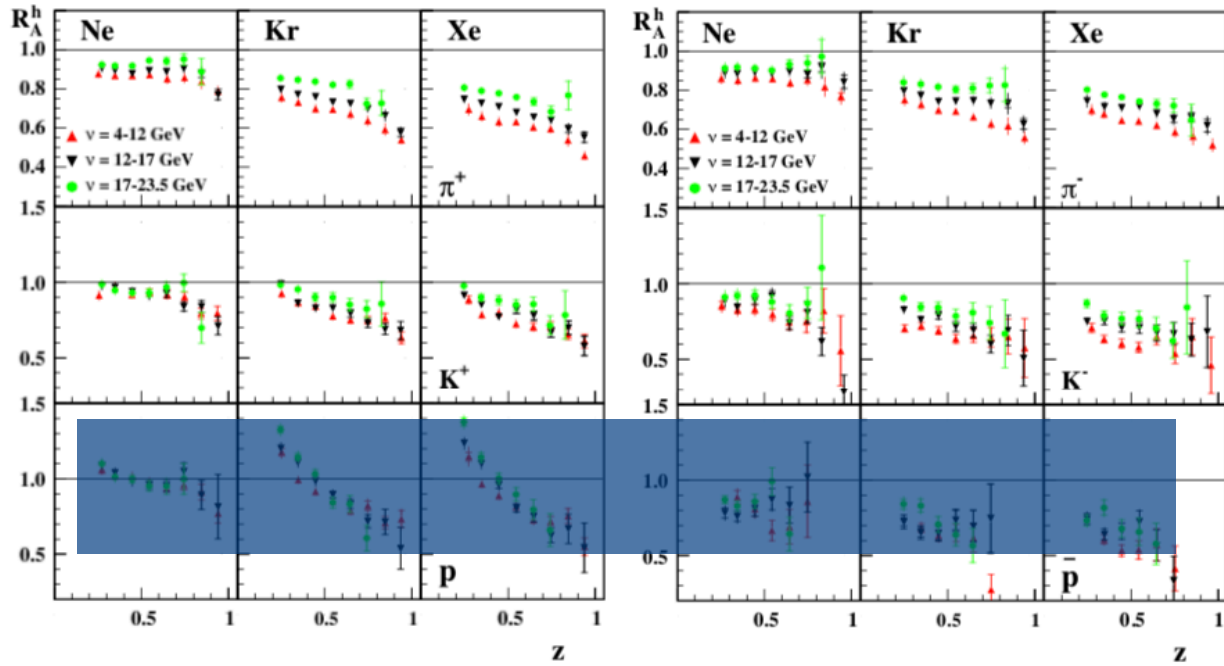 R_A^h
Ne
Kr
Xe
1.0
0.8
0.6
0.4
ν = 4-12 GeV
ν = 12-17 GeV
ν = 17-23.5 GeV
π⁺
1.5
1.0
0.5
K⁺
1.5
1.0
0.5
p
0.5 1 0.5 1 0.5 1
z
R_A^h
Ne
Kr
Xe
1.0
0.8
0.6
0.4
ν = 4-12 GeV
ν = 12-17 GeV
ν = 17-23.5 GeV
π⁻
1.5
1.0
0.5
K⁻
1.5
1.0
0.5
p̄
0.5 1 0.5 1 0.5 1
z